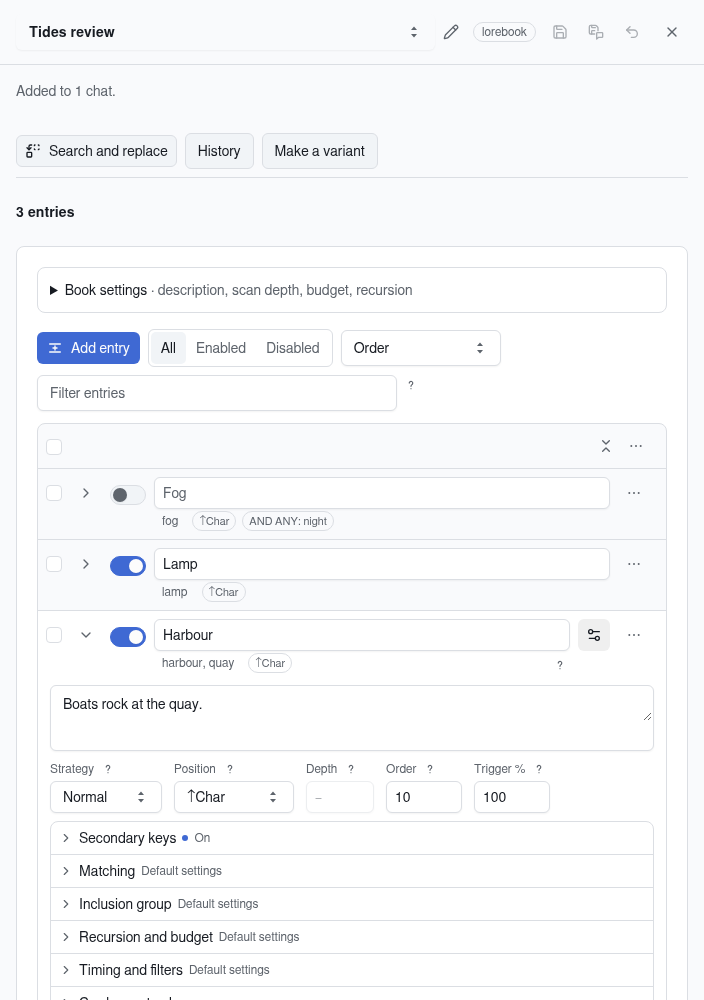 Tides review
lorebook
Added to 1 chat.
Search and replace
History
Make a variant
3 entries
Book settings · description, scan depth, budget, recursion
Add entry
All
Enabled
Disabled
Order
Filter entries
?
Fog
fog
↑Char
AND ANY: night
Lamp
lamp
↑Char
Harbour
harbour, quay
↑Char
?
Boats rock at the quay.
Strategy ?
Position ?
Depth ?
Order ?
Trigger % ?
Normal
↑Char
–
10
100
Secondary keys • On
Matching Default settings
Inclusion group Default settings
Recursion and budget Default settings
Timing and filters Default settings